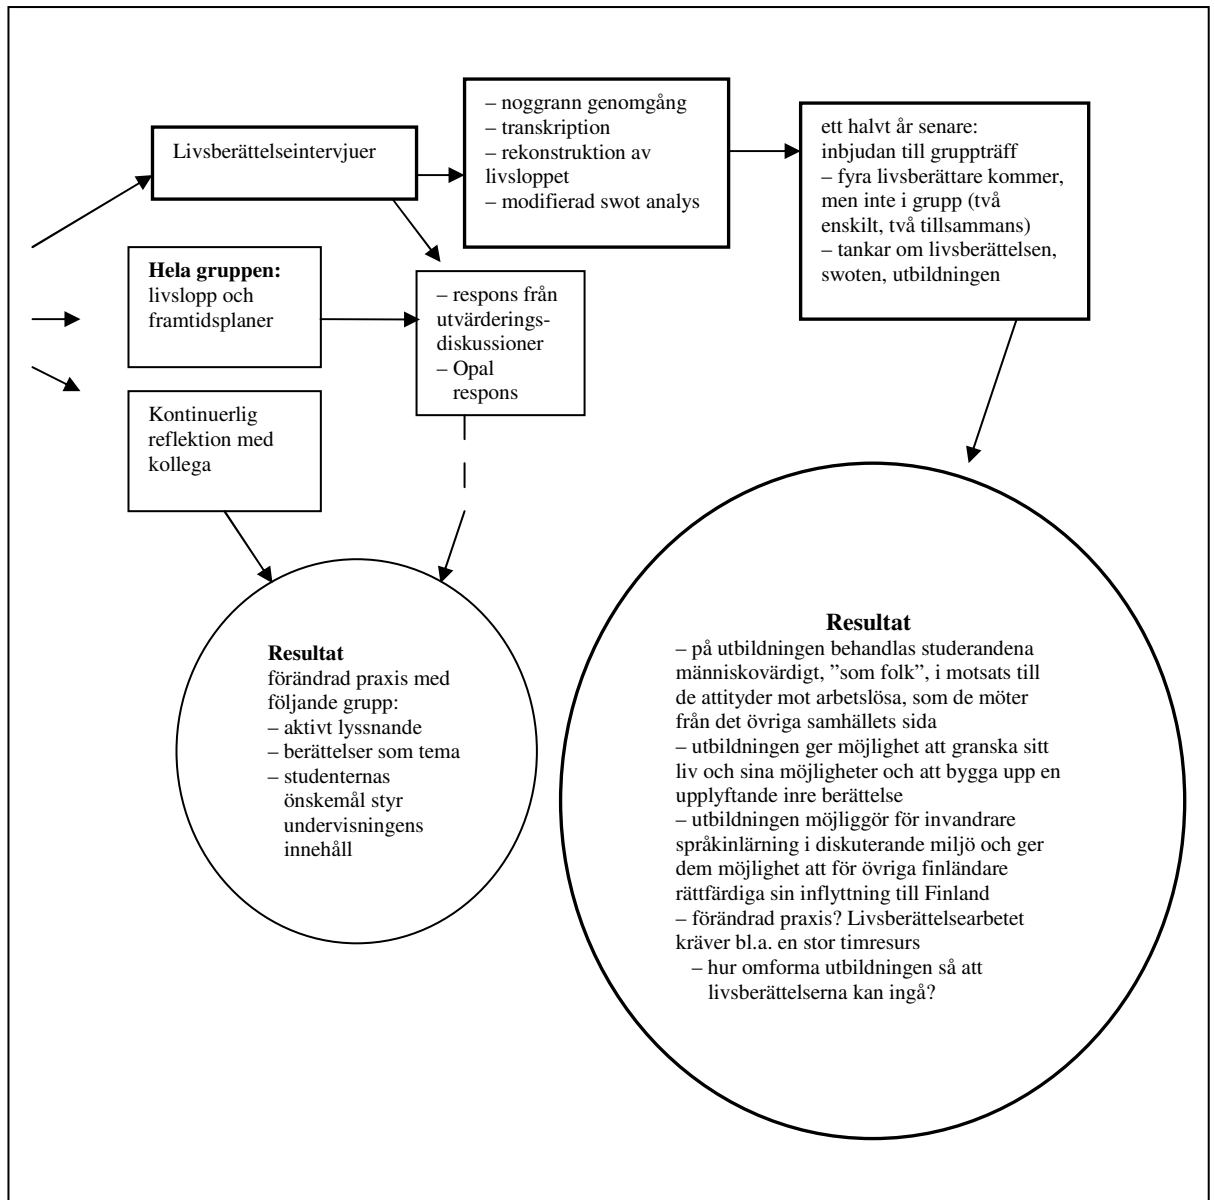 Livsberättelseintervjuer
– noggrann genomgång
– transkription
– rekonstruktion av
livsloppet
– modifierad swot analys
ett halvt år senare:
inbjudan till gruppträff
– fyra livsberättare kommer,
men inte i grupp (två
enskilt, två tillsammans)
– tankar om livsberättelsen,
swoten, utbildningen
Hela gruppen:
livslopp och
framtidsplaner
– respons från
utvärderings-
diskussioner
– Opal
respons
Kontinuerlig
reflektion med
kollega
Resultat
förändrad praxis med
följande grupp:
– aktivt lyssnande
– berättelser som tema
– studenternas
önskemål styr
undervisningens
innehåll
Resultat
– på utbildningen behandlas studerandena
människovärdigt, ”som folk”, i motsats till
de attityder mot arbetslösa, som de möter
från det övriga samhällets sida
– utbildningen ger möjlighet att granska sitt
liv och sina möjligheter och att bygga upp en
upplyftande inre berättelse
– utbildningen möjliggör för invandrare
språkinlärning i diskuterande miljö och ger
dem möjlighet att för övriga finländare
rättfärdiga sin inflyttning till Finland
– förändrad praxis? Livsberättelsearbetet
kräver bl.a. en stor timresurs
– hur omforma utbildningen så att
livsberättelserna kan ingå?